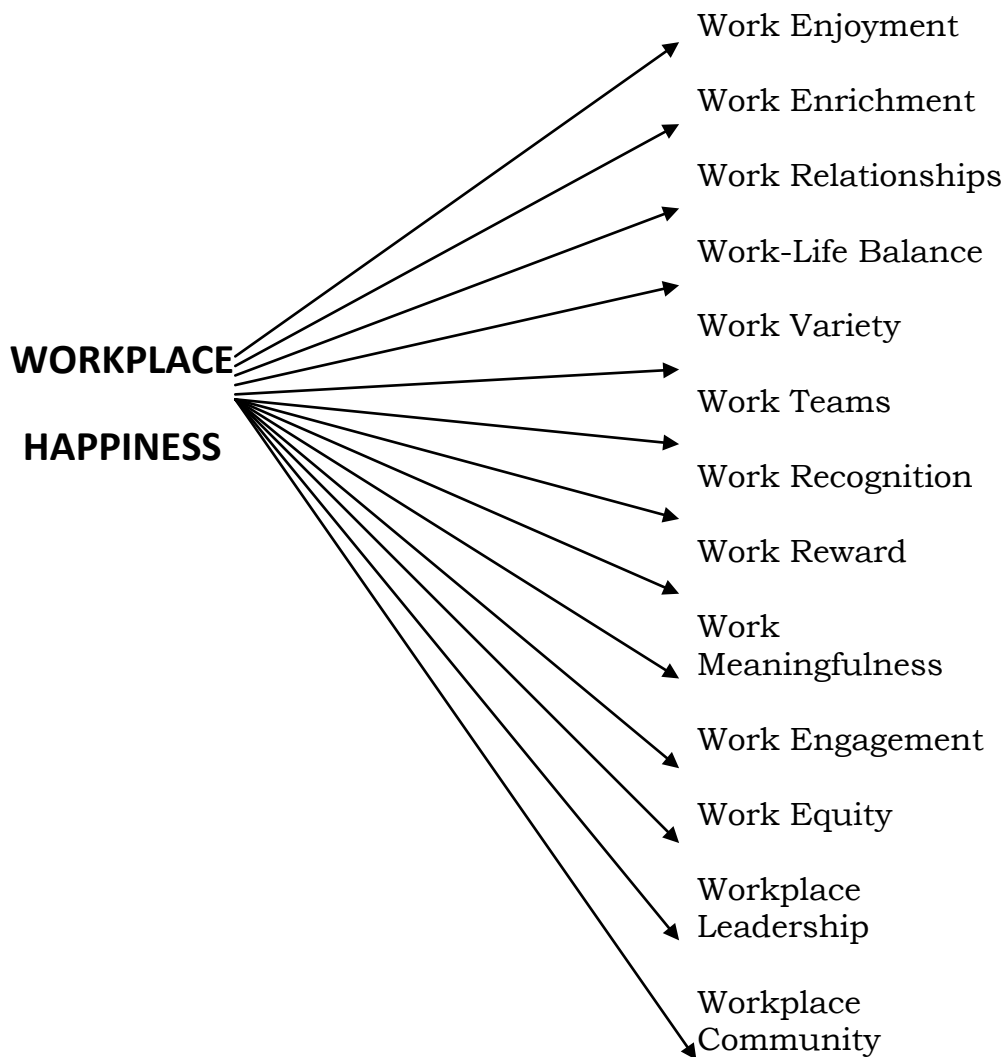 Work Enjoyment
Work Enrichment
Work Relationships
Work-Life Balance
Work Variety
WORKPLACE
HAPPINESS
Work Teams
Work Recognition
Work Reward
Work
Meaningfulness
Work Engagement
Work Equity
Workplace
Leadership
Workplace
Community